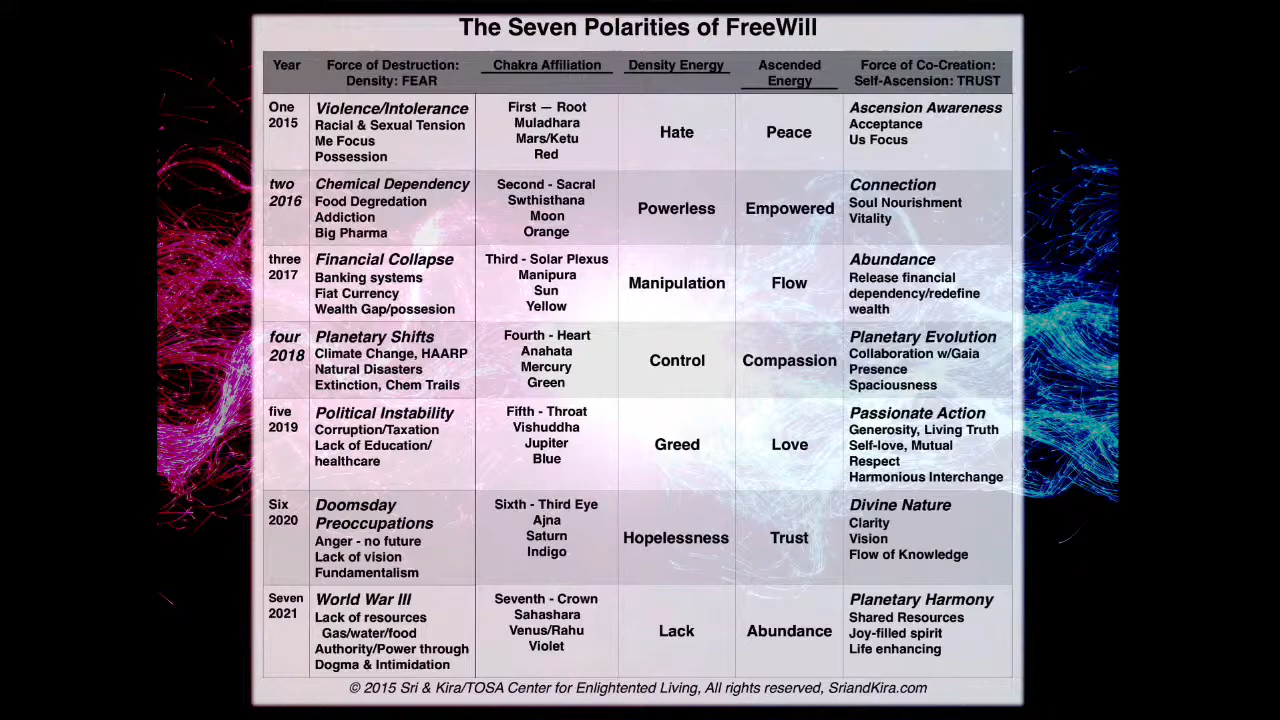 The Seven Polarities of FreeWill
Year
Force of Destruction:
Density: FEAR
Chakra Affiliation
Density Energy
Ascended
Energy
Force of Co-Creation:
Self-Ascension: TRUST
One
2015
Violence/Intolerance
Racial & Sexual Tension
Me Focus
Possession
First — Root
Muladhara
Mars/Ketu
Red
Hate
Peace
Ascension Awareness
Acceptance
Us Focus
two
2016
Chemical Dependency
Food Degredation
Addiction
Big Pharma
Second - Sacral
Swthisthana
Moon
Orange
Powerless
Empowered
Connection
Soul Nourishment
Vitality
three
2017
Financial Collapse
Banking systems
Fiat Currency
Wealth Gap/possesion
Third - Solar Plexus
Manipura
Sun
Yellow
Manipulation
Flow
Abundance
Release financial
dependency/redefine
wealth
four
2018
Planetary Shifts
Climate Change, HAARP
Natural Disasters
Extinction, Chem Trails
Fourth - Heart
Anahata
Mercury
Green
Control
Compassion
Planetary Evolution
Collaboration w/Gaia
Presence
Spaciousness
five
2019
Political Instability
Corruption/Taxation
Lack of Education/
healthcare
Fifth - Throat
Vishuddha
Jupiter
Blue
Greed
Love
Passionate Action
Generosity, Living Truth
Self-love, Mutual
Respect
Harmonious Interchange
Six
2020
Doomsday
Preoccupations
Anger - no future
Lack of vision
Fundamentalism
Sixth - Third Eye
Ajna
Saturn
Indigo
Hopelessness
Trust
Divine Nature
Clarity
Vision
Flow of Knowledge
Seven
2021
World War III
Lack of resources
Gas/water/food
Authority/Power through
Dogma & Intimidation
Seventh - Crown
Sahashara
Venus/Rahu
Violet
Lack
Abundance
Planetary Harmony
Shared Resources
Joy-filled spirit
Life enhancing
© 2015 Sri & Kira/TOSA Center for Enlightented Living, All rights reserved, SriandKira.com